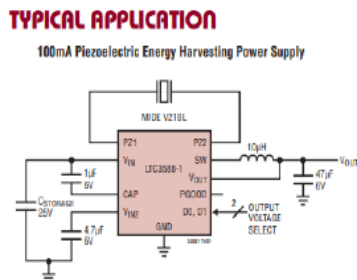 TYPICAL APPLICATION
100mA Piezoelectric Energy Harvesting Power Supply
MIDE V21BL
PZ1
PZ2
VIN
SW
10µH
VOUT
LTC3588-1
VOUT
1µF
6V
CAP
PGOOD
47µF
6V
CSTORAGE
25V
VIN2
D0, D1
2
OUTPUT
VOLTAGE
SELECT
4.7µF
6V
GND